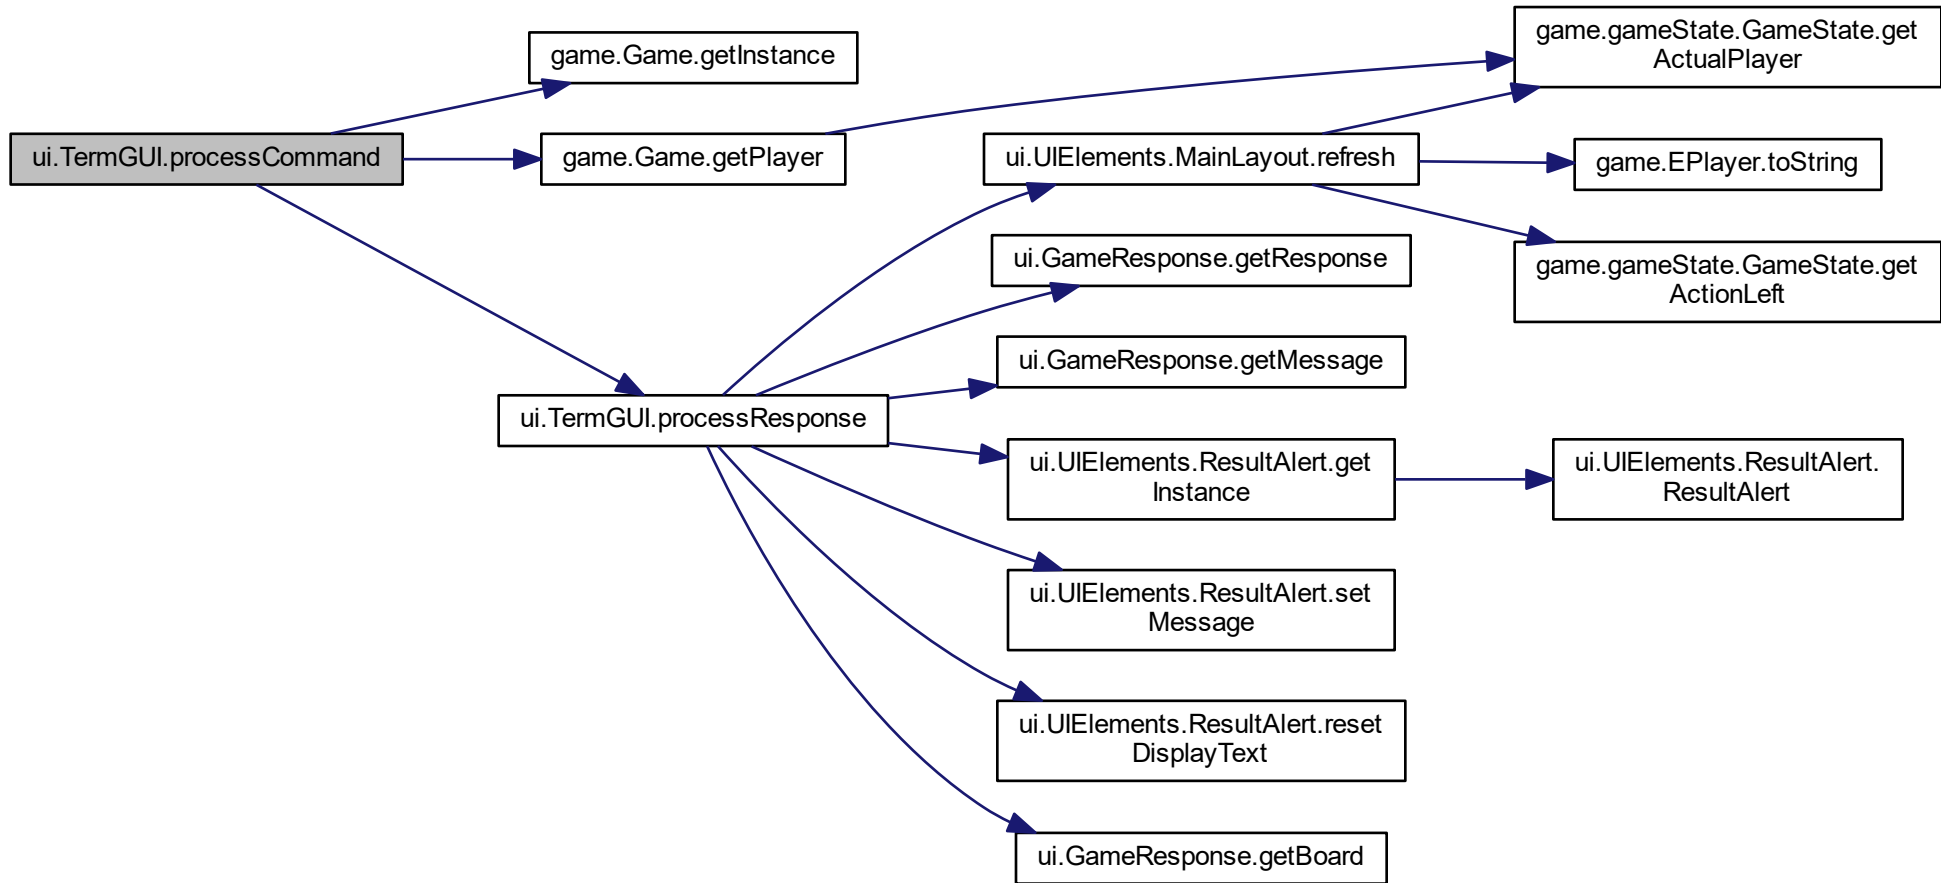 game.Game.getInstance
ui.TermGUI.processCommand
game.Game.getPlayer
ui.TermGUI.processResponse
ui.UIElements.MainLayout.refresh
ui.GameResponse.getResponse
ui.GameResponse.getMessage
ui.UIElements.ResultAlert.get
Instance
ui.UIElements.ResultAlert.set
Message
ui.UIElements.ResultAlert.reset
DisplayText
ui.GameResponse.getBoard
game.gameState.GameState.get
ActualPlayer
game.EPlayer.toString
game.gameState.GameState.get
ActionLeft
ui.UIElements.ResultAlert.
ResultAlert